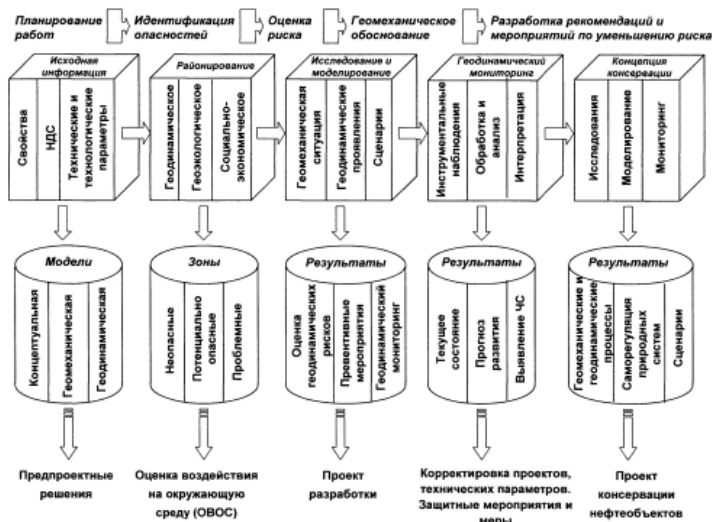 Планирование
работ
Идентификация
опасностей
Оценка
риска
Геомеханическое
обоснование
Разработка рекомендаций и
мероприятий по уменьшению риска
Исходная
информация
Свойства
НДС
Технические и
технологические
параметры
Районирование
Геодинамическое
Геоэкологическое
Социально-
экономическое
Исследование и
моделирование
Геомеханическая
ситуация
Геодинамические
проявления
Сценарии
Геодинамический
мониторинг
Инструментальные
наблюдения
Обработка и
анализ
Интерпретация
Концепция
консервации
Исследования
Моделирование
Мониторинг
Модели
Концептуальная
Геомеханическая
Геодинамическая
Зоны
Неопасные
Потенциально
опасные
Проблемные
Результаты
Оценка
геодинамических
рисков
Превентивные
мероприятия
Геодинамический
мониторинг
Результаты
Текущее
состояние
Прогноз
развития
Выявление ЧС
Результаты
Геомеханические и
геодинамические
процессы
Саморегуляция
природных
систем
Сценарии
Предпроектные
решения
Оценка воздействия
на окружающую
среду (ОВОС)
Проект
разработки
Корректировка проектов,
технических параметров.
Защитные мероприятия и
меры
Проект
консервации
нефтеобъектов